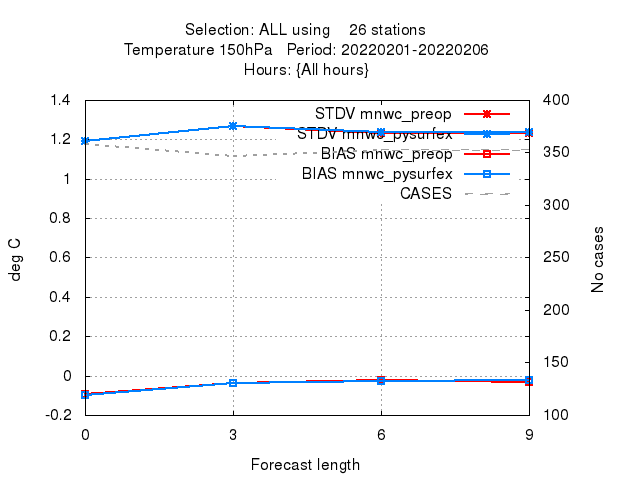 Selection: ALL using 26 stations
Temperature 150hPa Period: 20220201-20220206
Hours: {All hours}
1.4 400
STDV mnwc_preop
STDV mnwc_pysurfex
1.2
BIAS mnwc_preop 350
BIAS mnwc_pysurfex
1
CASES
300
0.8
0.6 250
0.4
200
0.2
150
0
-0.2 100
deg C
No cases
0 3 6 9
Forecast length